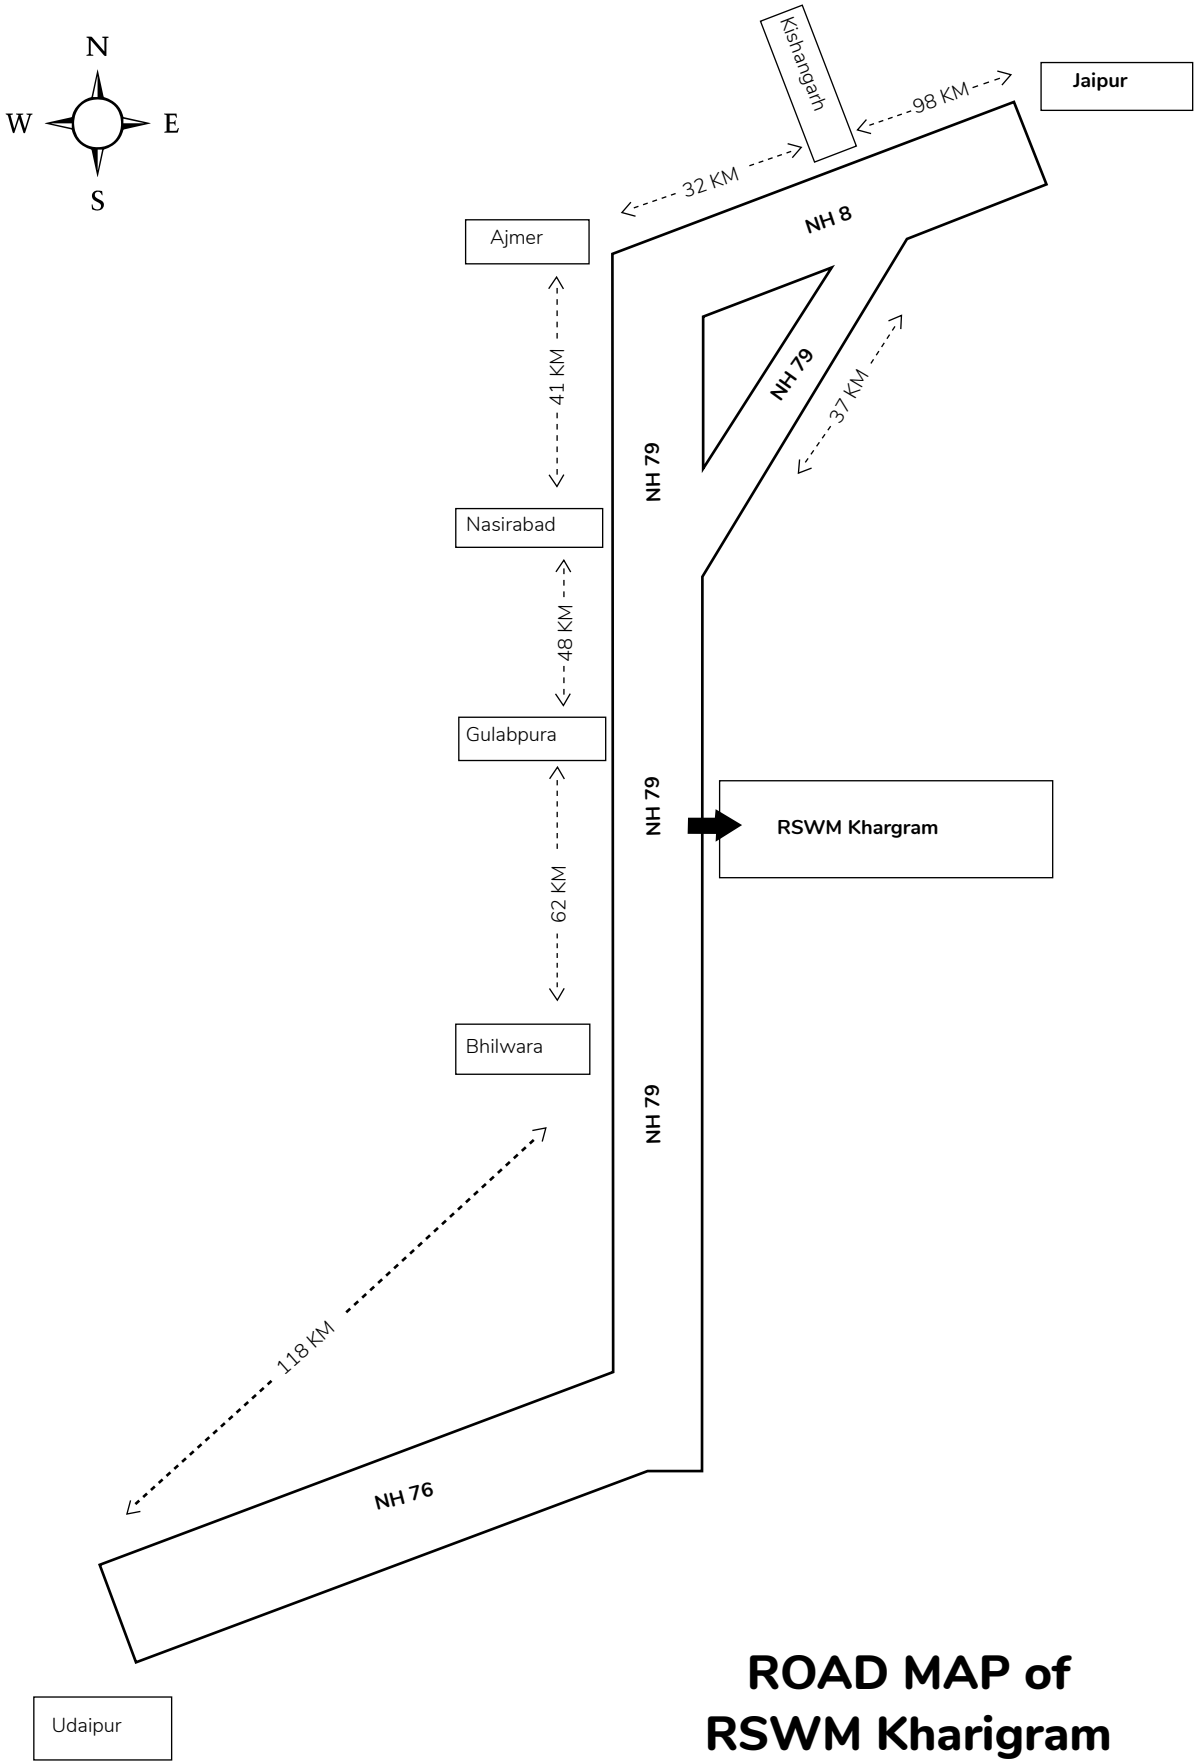 N
W
E
S
Kishangarh
98 KM
Jaipur
32 KM
NH 8
Ajmer
41 KM
NH 79
37 KM
NH 79
Nasirabad
48 KM
Gulabpura
NH 79
RSWM Khargram
62 KM
Bhilwara
NH 79
118 KM
NH 76
Udaipur
ROAD MAP of
RSWM Kharigram